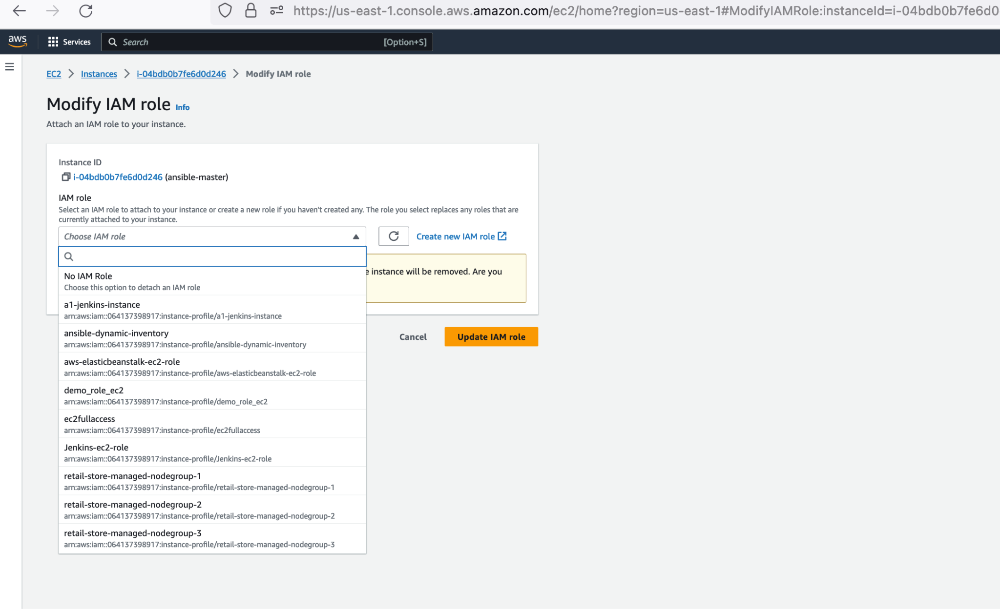 https://us-east-1.console.aws.amazon.com/ec2/home?region=us-east-1#ModifyIAMRole:instanceId=i-04bdb0b7fe6d0
aws
Services
Search
[Option+S]
EC2 > Instances > i-04bdb0b7fe6d0d246 > Modify IAM role
Modify IAM role Info
Attach an IAM role to your instance.
Instance ID
i-04bdb0b7fe6d0d246 (ansible-master)
IAM role
Select an IAM role to attach to your instance or create a new role if you haven't created any. The role you select replaces any roles that are
currently attached to your instance.
Choose IAM role
Create new IAM role
e instance will be removed. Are you
No IAM Role
Choose this option to detach an IAM role
a1-jenkins-instance
arn:aws:iam::064137398917:instance-profile/a1-jenkins-instance
ansible-dynamic-inventory
arn:aws:iam::064137398917:instance-profile/ansible-dynamic-inventory
aws-elasticbeanstalk-ec2-role
arn:aws:iam::064137398917:instance-profile/aws-elasticbeanstalk-ec2-role
demo_role_ec2
arn:aws:iam::064137398917:instance-profile/demo_role_ec2
ec2fullaccess
arn:aws:iam::064137398917:instance-profile/ec2fullaccess
Jenkins-ec2-role
arn:aws:iam::064137398917:instance-profile/Jenkins-ec2-role
retail-store-managed-nodegroup-1
arn:aws:iam::064137398917:instance-profile/retail-store-managed-nodegroup-1
retail-store-managed-nodegroup-2
arn:aws:iam::064137398917:instance-profile/retail-store-managed-nodegroup-2
retail-store-managed-nodegroup-3
arn:aws:iam::064137398917:instance-profile/retail-store-managed-nodegroup-3
Cancel
Update IAM role